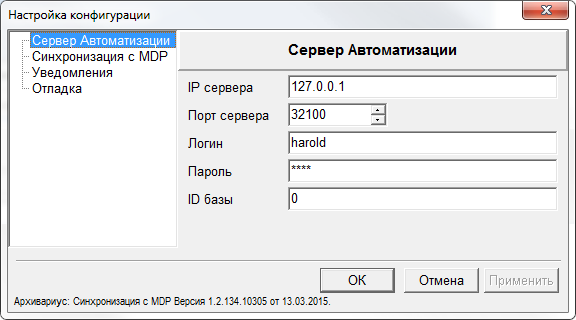 Настройка конфигурации
Сервер Автоматизации
Синхронизация с MDP
Уведомления
Отладка
Сервер Автоматизации
IP сервера 127.0.0.1
Порт сервера 32100
Логин harold
Пароль ****
ID базы 0
OK Отмена Применить
Архивариус: Синхронизация с MDP Версия 1.2.134.10305 от 13.03.2015.